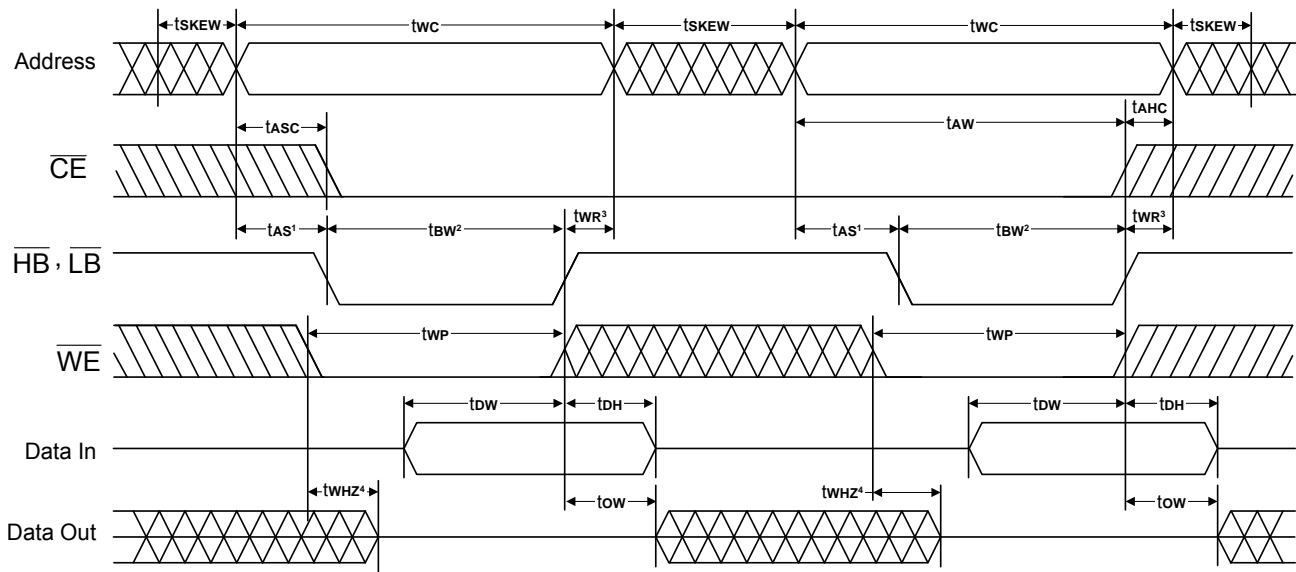 tSKEW tWC tSKEW tWC tSKEW
Address
tASC tAW tAHC
CE
tAS¹ tBW² tWR³ tAS¹ tBW² tWR³
HB , LB
tWP tWP
WE
tDW tDH tDW tDH
Data In
tWHZ⁴ tOW tWHZ⁴ tOW
Data Out